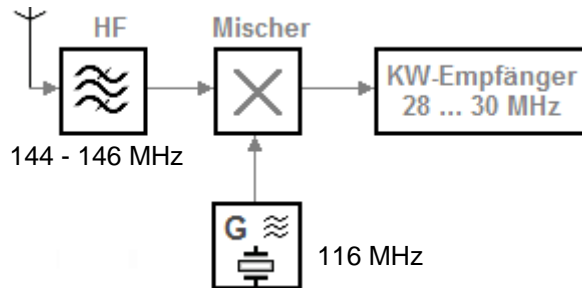 HF
Mischer
KW-Empfänger
28 ... 30 MHz
144 - 146 MHz
G
116 MHz